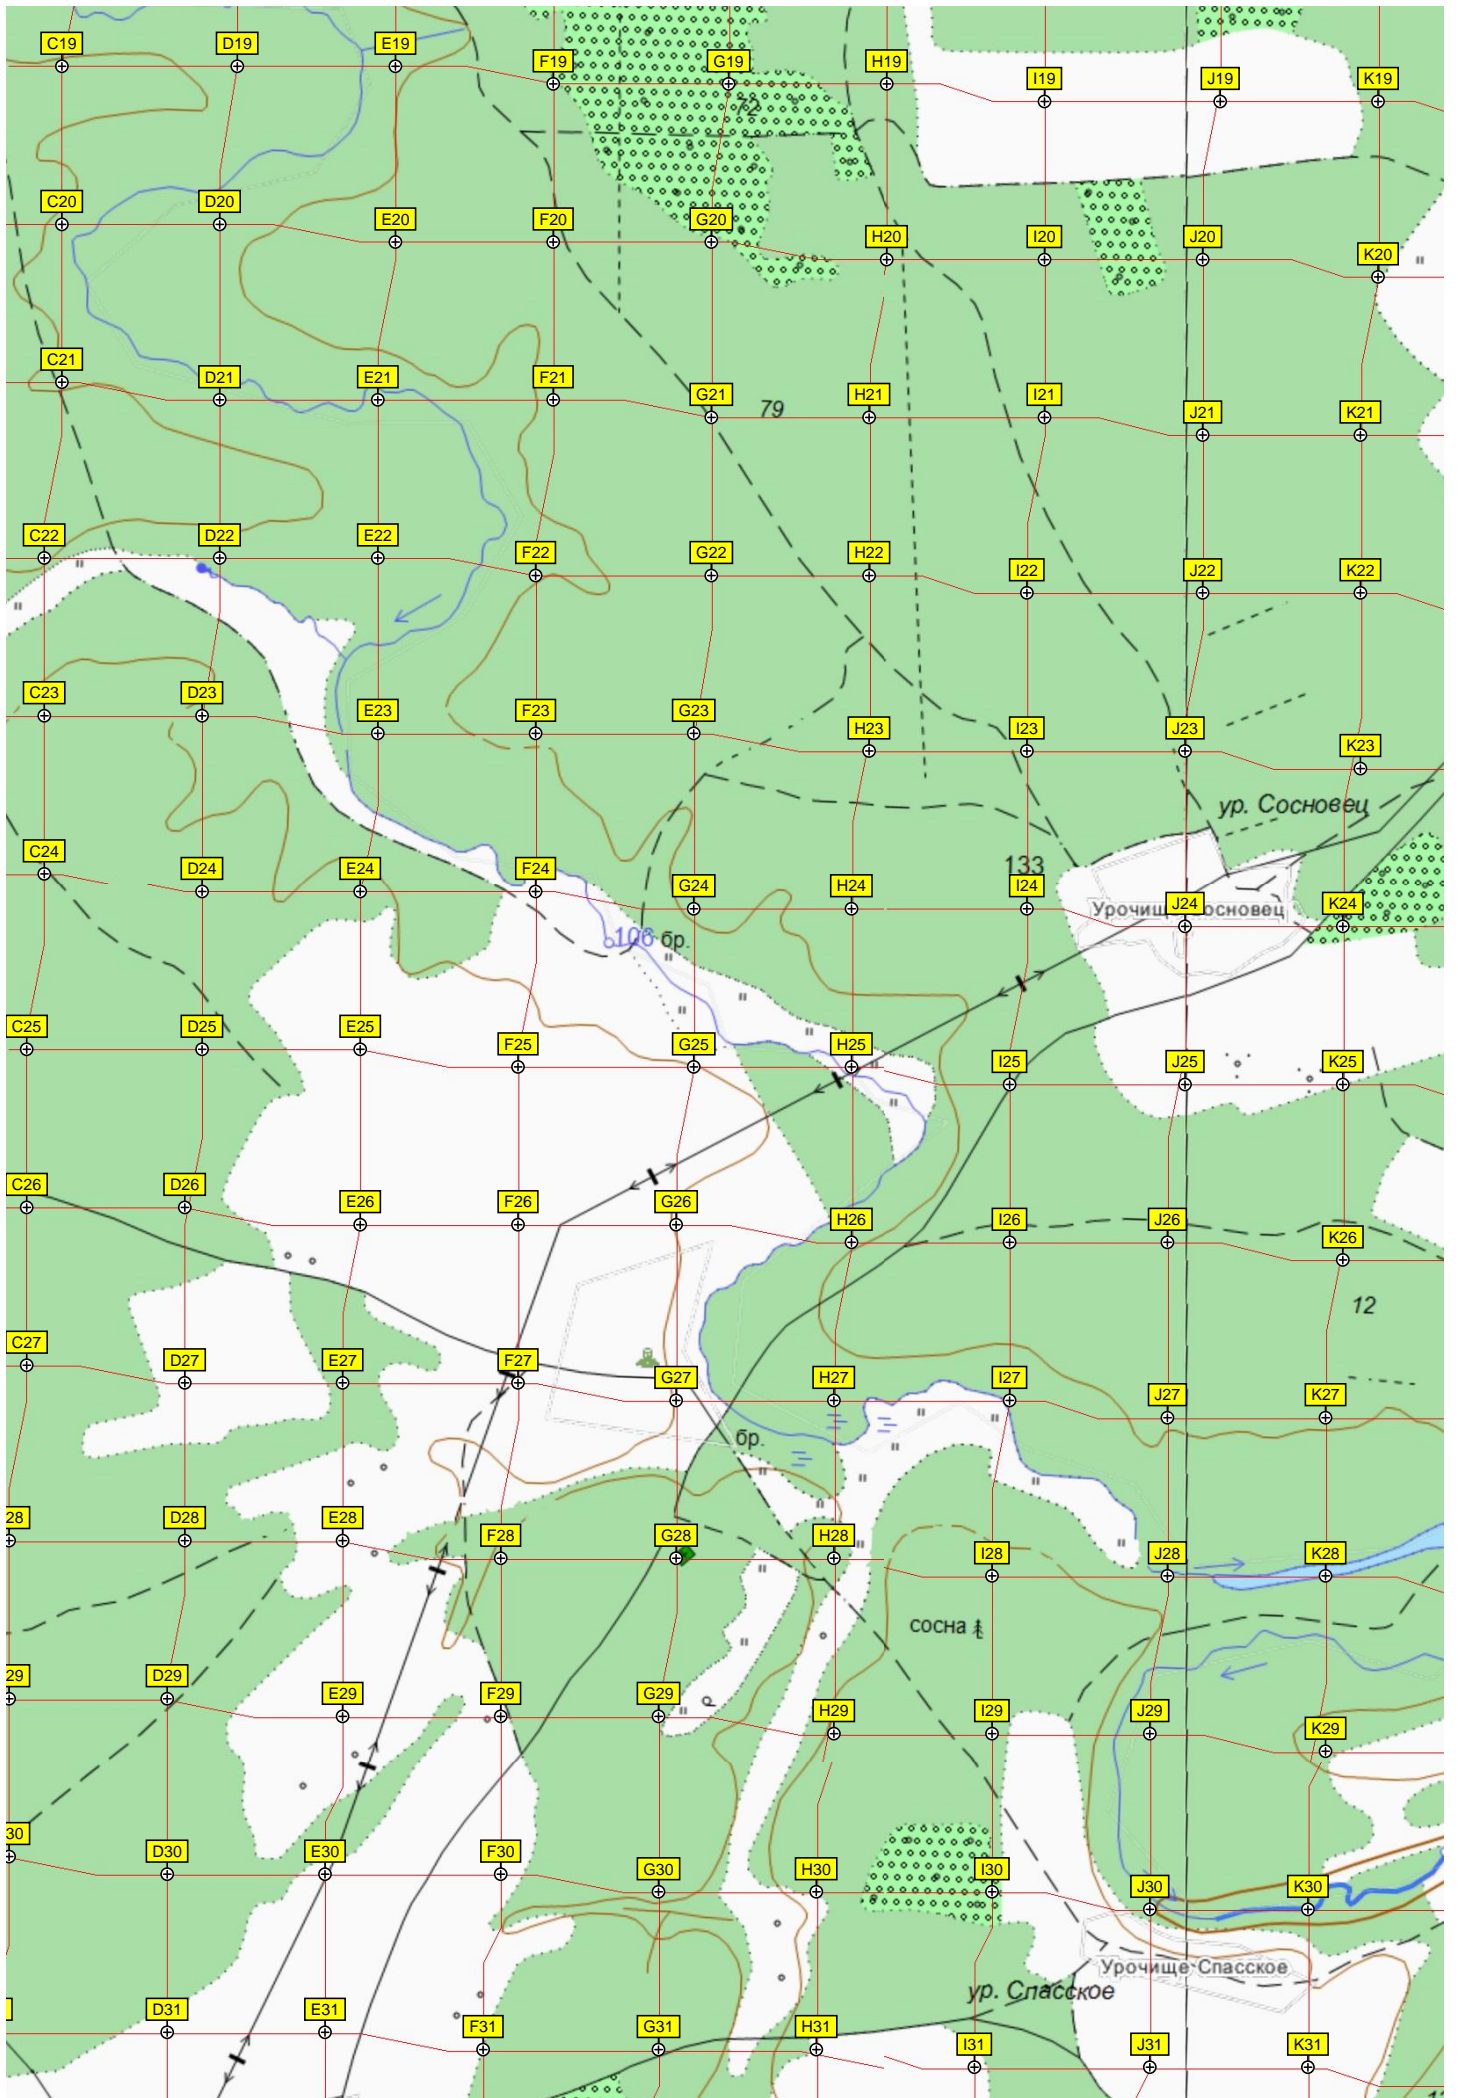 C19 D19 E19 F19 G19 H19 I19 J19 K19
72
C20 D20 E20 F20 G20 H20 I20 J20 K20
C21 D21 E21 F21 G21 79 H21 I21 J21 K21
C22 D22 E22 F22 G22 H22 I22 J22 K22
C23 D23 E23 F23 G23 H23 I23 J23 K23
ур. Сосновец
133
C24 D24 E24 F24 G24 H24 I24 J24 K24
106 бр.
C25 D25 E25 F25 G25 H25 I25 J25 K25
C26 D26 E26 F26 G26 H26 I26 J26 K26
12
C27 D27 E27 F27 G27 H27 I27 J27 K27
бр.
28 D28 E28 F28 G28 H28 I28 J28 K28
сосна
29 D29 E29 F29 G29 H29 I29 J29 K29
30 D30 E30 F30 G30 H30 I30 J30 K30
Урочище Спасское
ур. Спасское
D31 E31 F31 G31 H31 I31 J31 K31